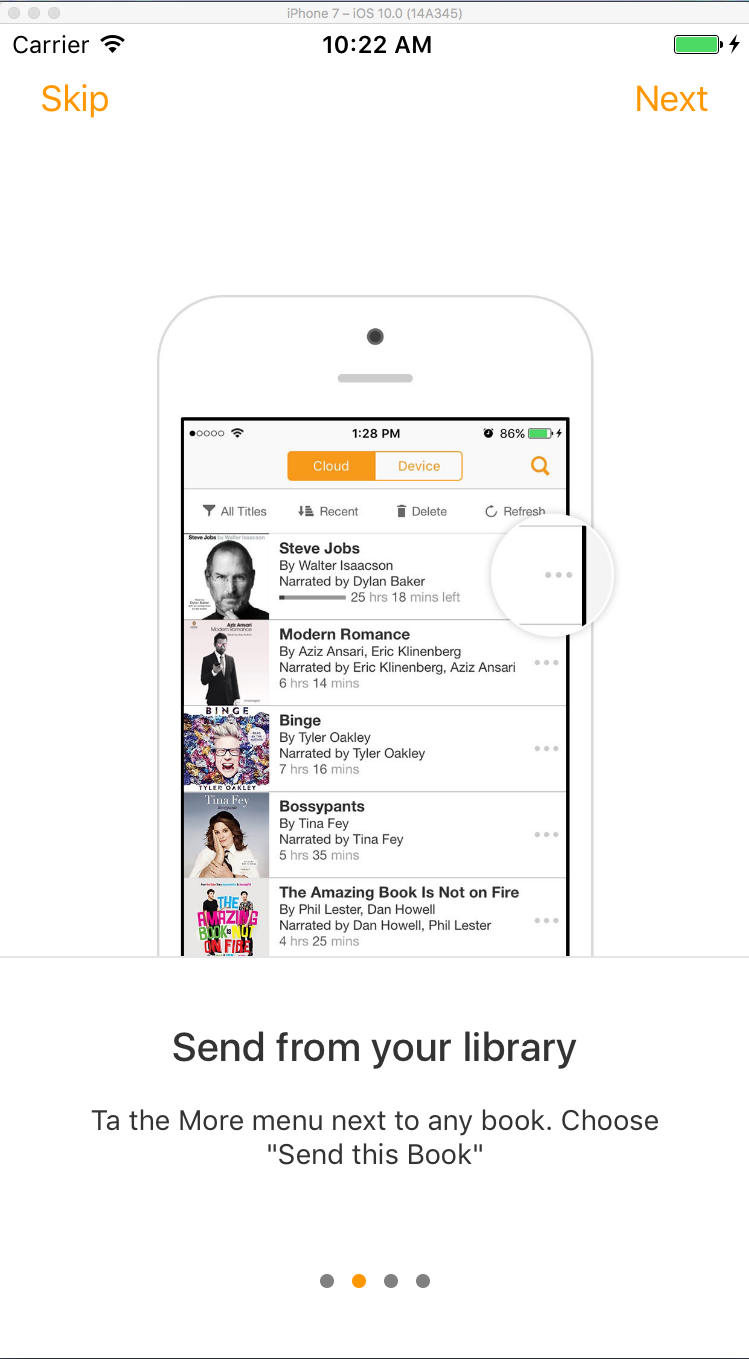 iPhone 7 – iOS 10.0 (14A345)
Carrier 10:22 AM
Skip Next
1:28 PM 86%
Cloud Device
All Titles Recent Delete Refresh
Steve Jobs by Walter Isaacson
Steve Jobs
By Walter Isaacson
Narrated by Dylan Baker
25 hrs 18 mins left
Aziz Ansari
Modern Romance
Modern Romance
By Aziz Ansari, Eric Klinenberg
Narrated by Eric Klinenberg, Aziz Ansari
6 hrs 14 mins
BINGE
TYLER OAKLEY
Binge
By Tyler Oakley
Narrated by Tyler Oakley
7 hrs 16 mins
Tina Fey
Bossypants
By Tina Fey
Narrated by Tina Fey
5 hrs 35 mins
THE
AMAZING
BOOK IS NOT
ON FIRE
The Amazing Book Is Not on Fire
By Phil Lester, Dan Howell
Narrated by Dan Howell, Phil Lester
4 hrs 25 mins
Send from your library
Ta the More menu next to any book. Choose
"Send this Book"